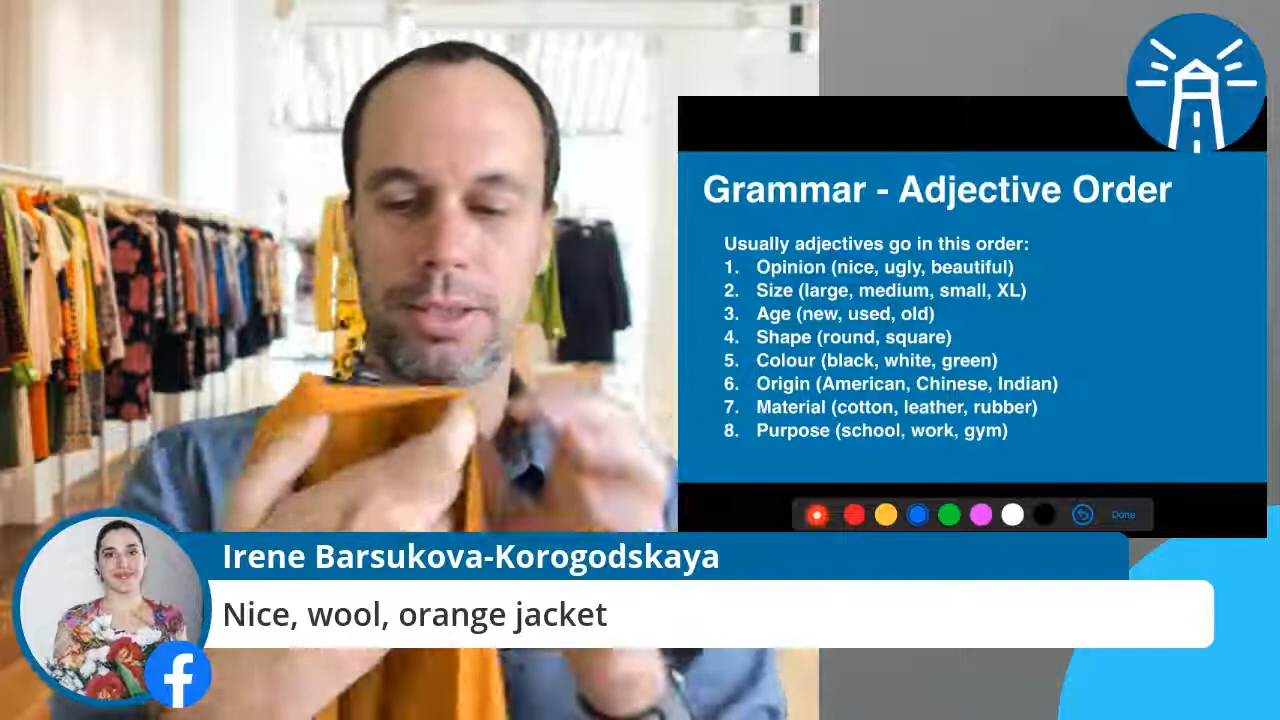 Grammar - Adjective Order
Usually adjectives go in this order:
1. Opinion (nice, ugly, beautiful)
2. Size (large, medium, small, XL)
3. Age (new, used, old)
4. Shape (round, square)
5. Colour (black, white, green)
6. Origin (American, Chinese, Indian)
7. Material (cotton, leather, rubber)
8. Purpose (school, work, gym)
Done
Irene Barsukova-Korogodskaya
Nice, wool, orange jacket